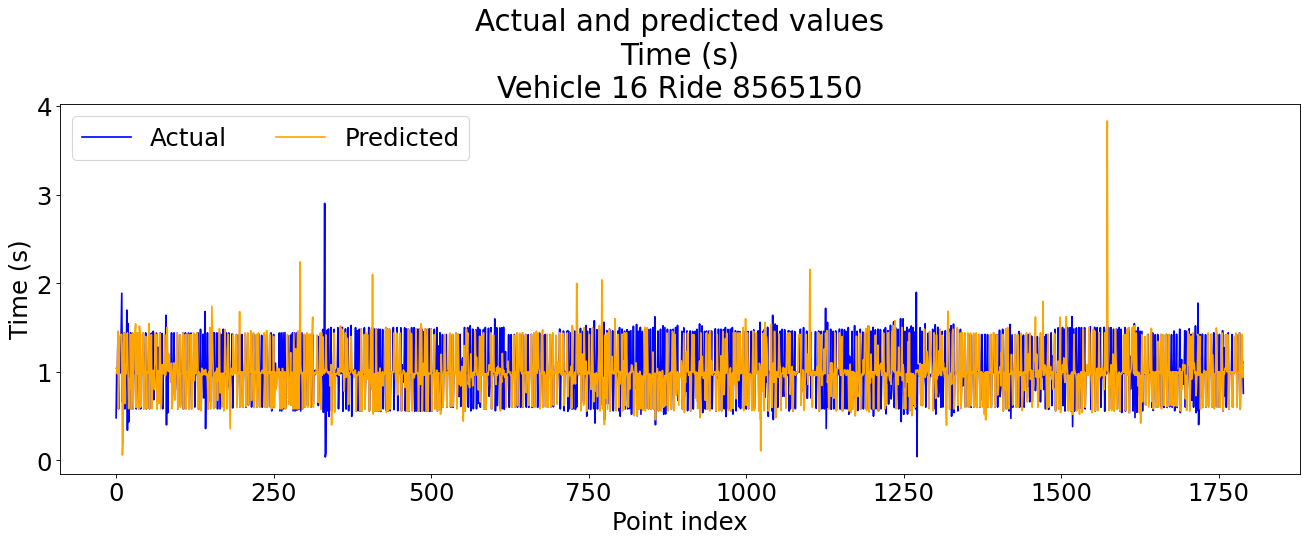 Actual and predicted values
Time (s)
Vehicle 16 Ride 8565150
Actual
Predicted
Time (s)
4
3
2
1
0
0
250
500
750
1000
1250
1500
1750
Point index